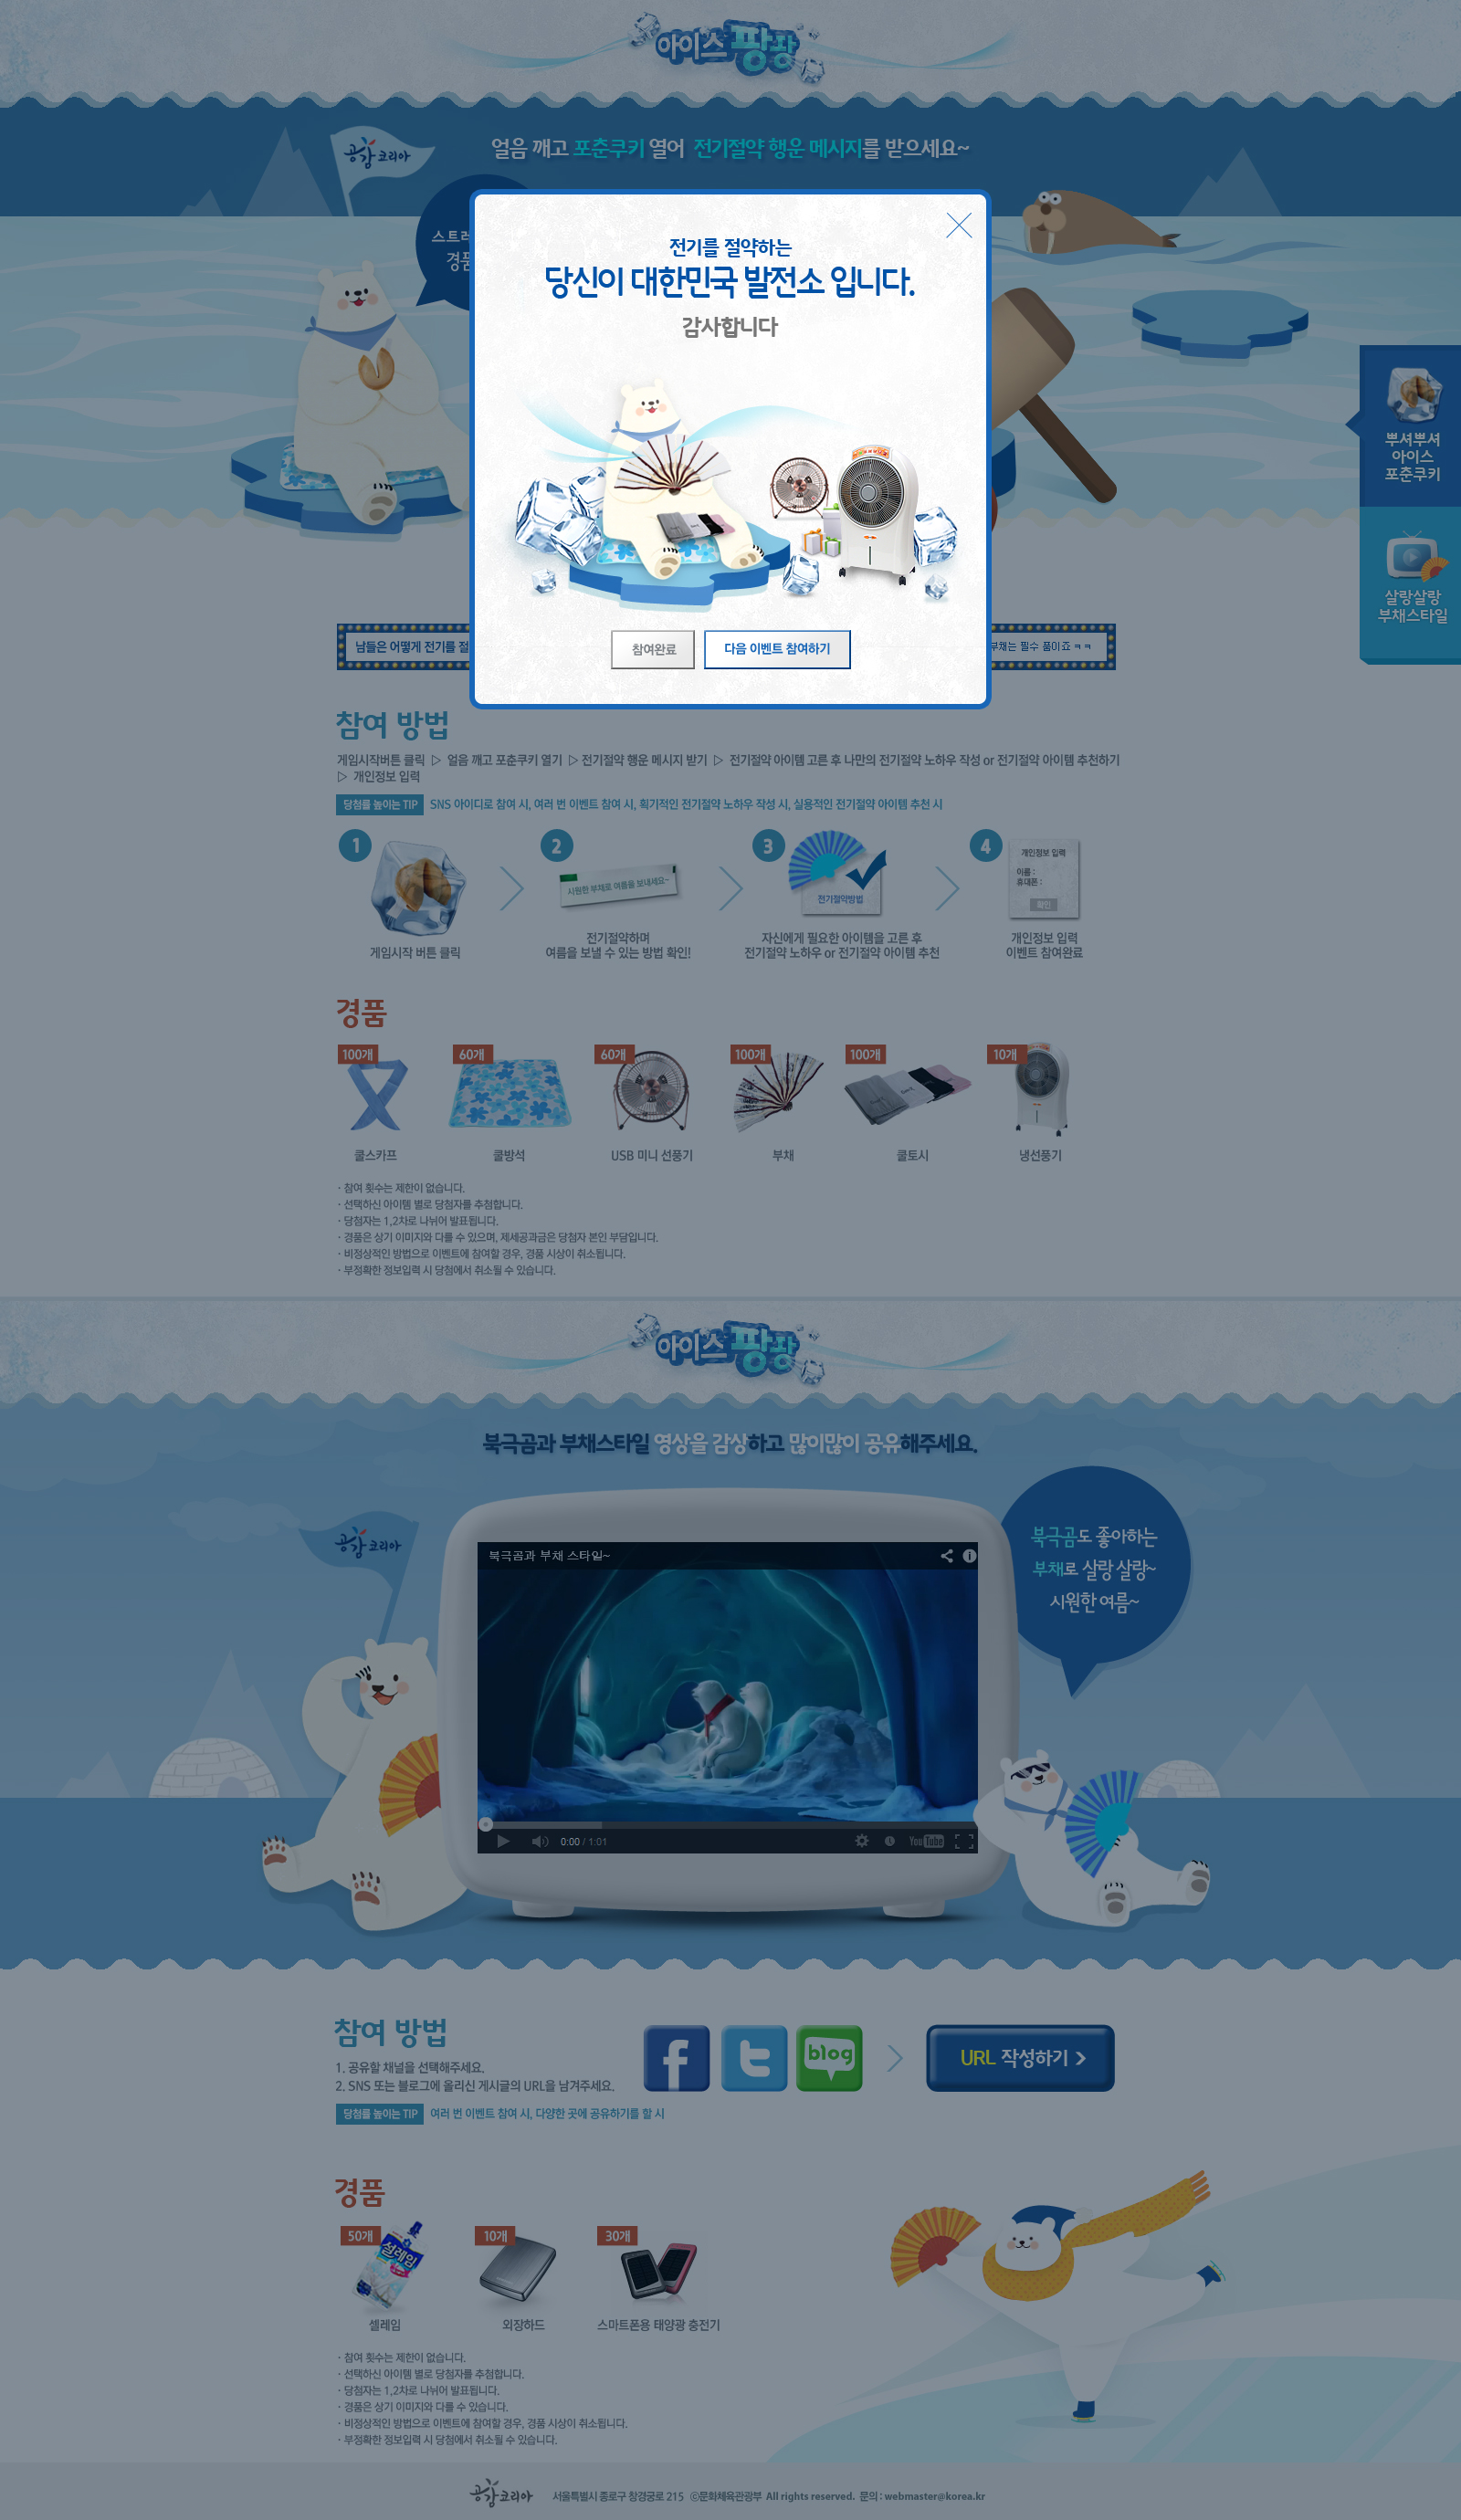 아이스 팡팡
얼음 깨고 포춘쿠키 열어 전기절약 행운 메시지를 받으세요~
공감코리아
스트레
경품
전기를 절약하는
당신이 대한민국 발전소 입니다.
감사합니다
참여완료
다음 이벤트 참여하기
뿌셔뿌셔
아이스
포춘쿠키
살랑살랑
부채스타일
남들은 어떻게 전기를 절
부채는 필수 품이죠 ㅋㅋ
참여 방법
게임시작버튼 클릭 ▷ 얼음 깨고 포춘쿠키 열기 ▷ 전기절약 행운 메시지 받기 ▷ 전기절약 아이템 고른 후 나만의 전기절약 노하우 작성 or 전기절약 아이템 추천하기
▷ 개인정보 입력
당첨률 높이는 TIP SNS 아이디로 참여 시, 여러 번 이벤트 참여 시, 획기적인 전기절약 노하우 작성 시, 실용적인 전기절약 아이템 추천 시
1
2
3
4
시원한 부채로 여름을 보내세요~
전기절약방법
개인정보 입력
이름 :
휴대폰 :
확인
게임시작 버튼 클릭
전기절약하며
여름을 보낼 수 있는 방법 확인!
자신에게 필요한 아이템을 고른 후
전기절약 노하우 or 전기절약 아이템 추천
개인정보 입력
이벤트 참여완료
경품
100개
60개
60개
100개
100개
10개
쿨스카프
쿨방석
USB 미니 선풍기
부채
쿨토시
냉선풍기
· 참여 횟수는 제한이 없습니다.
· 선택하신 아이템 별로 당첨자를 추첨합니다.
· 당첨자는 1,2차로 나뉘어 발표됩니다.
· 경품은 상기 이미지와 다를 수 있으며, 제세공과금은 당첨자 본인 부담입니다.
· 비정상적인 방법으로 이벤트에 참여할 경우, 경품 시상이 취소됩니다.
· 부정확한 정보입력 시 당첨에서 취소될 수 있습니다.
아이스 팡팡
북극곰과 부채스타일 영상을 감상하고 많이많이 공유해주세요.
공감코리아
북극곰도 좋아하는
부채로 살랑 살랑~
시원한 여름~
북극곰과 부채 스타일~
0:00 / 1:01
YouTube
참여 방법
1. 공유할 채널을 선택해주세요.
2. SNS 또는 블로그에 올리신 게시글의 URL을 남겨주세요.
blog
URL 작성하기 >
당첨률 높이는 TIP 여러 번 이벤트 참여 시, 다양한 곳에 공유하기를 할 시
경품
50개
10개
30개
설레임
셀레임
외장하드
스마트폰용 태양광 충전기
· 참여 횟수는 제한이 없습니다.
· 선택하신 아이템 별로 당첨자를 추첨합니다.
· 당첨자는 1,2차로 나뉘어 발표됩니다.
· 경품은 상기 이미지와 다를 수 있습니다.
· 비정상적인 방법으로 이벤트에 참여할 경우, 경품 시상이 취소됩니다.
· 부정확한 정보입력 시 당첨에서 취소될 수 있습니다.
공감코리아 서울특별시 종로구 창경궁로 215 ⓒ문화체육관광부 All rights reserved. 문의 : webmaster@korea.kr